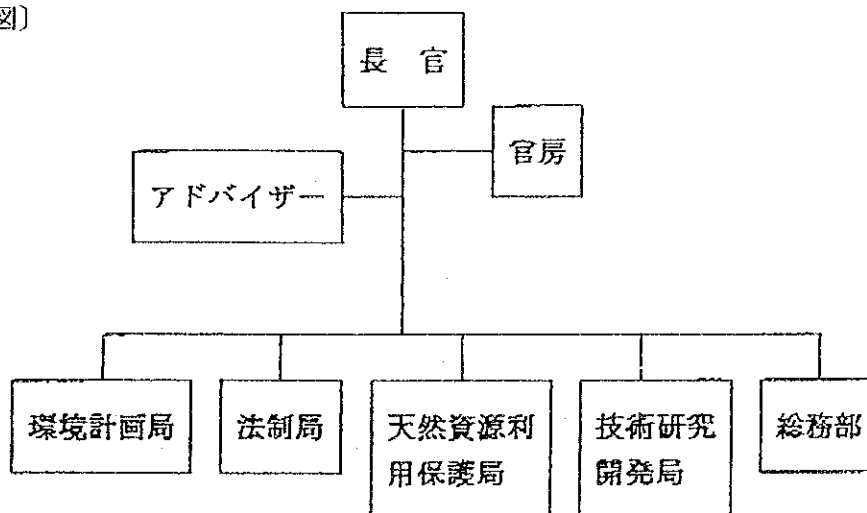 図〕
長 官
官房
アドバイザー
環境計画局
法制局
天然資源利
用保護局
技術研究
開発局
総務部